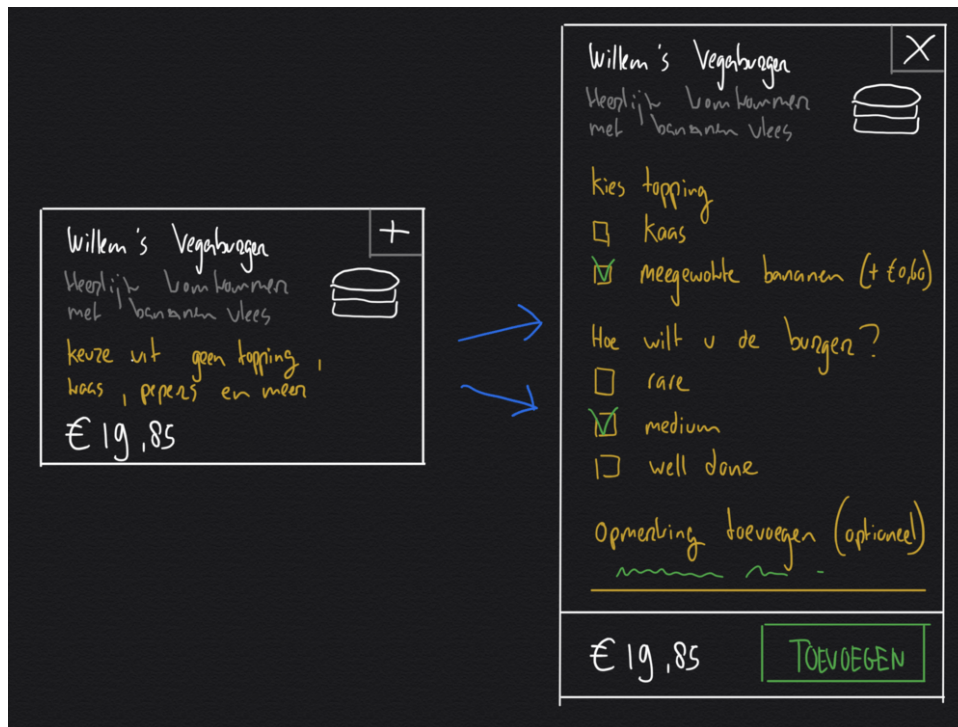 Willem's Vegaburger
+
Heerlijk komkommer
met bananen vlees
keuze uit geen topping,
kaas, pepers en meer
€19,85
Willem's Vegaburger
X
Heerlijk komkommer
met bananen vlees
kies topping
kaas
meegewokte bananen (+€0,60)
Hoe wilt u de burger?
rare
medium
well done
Opmerking toevoegen (optioneel)
€19,85
TOEVOEGEN